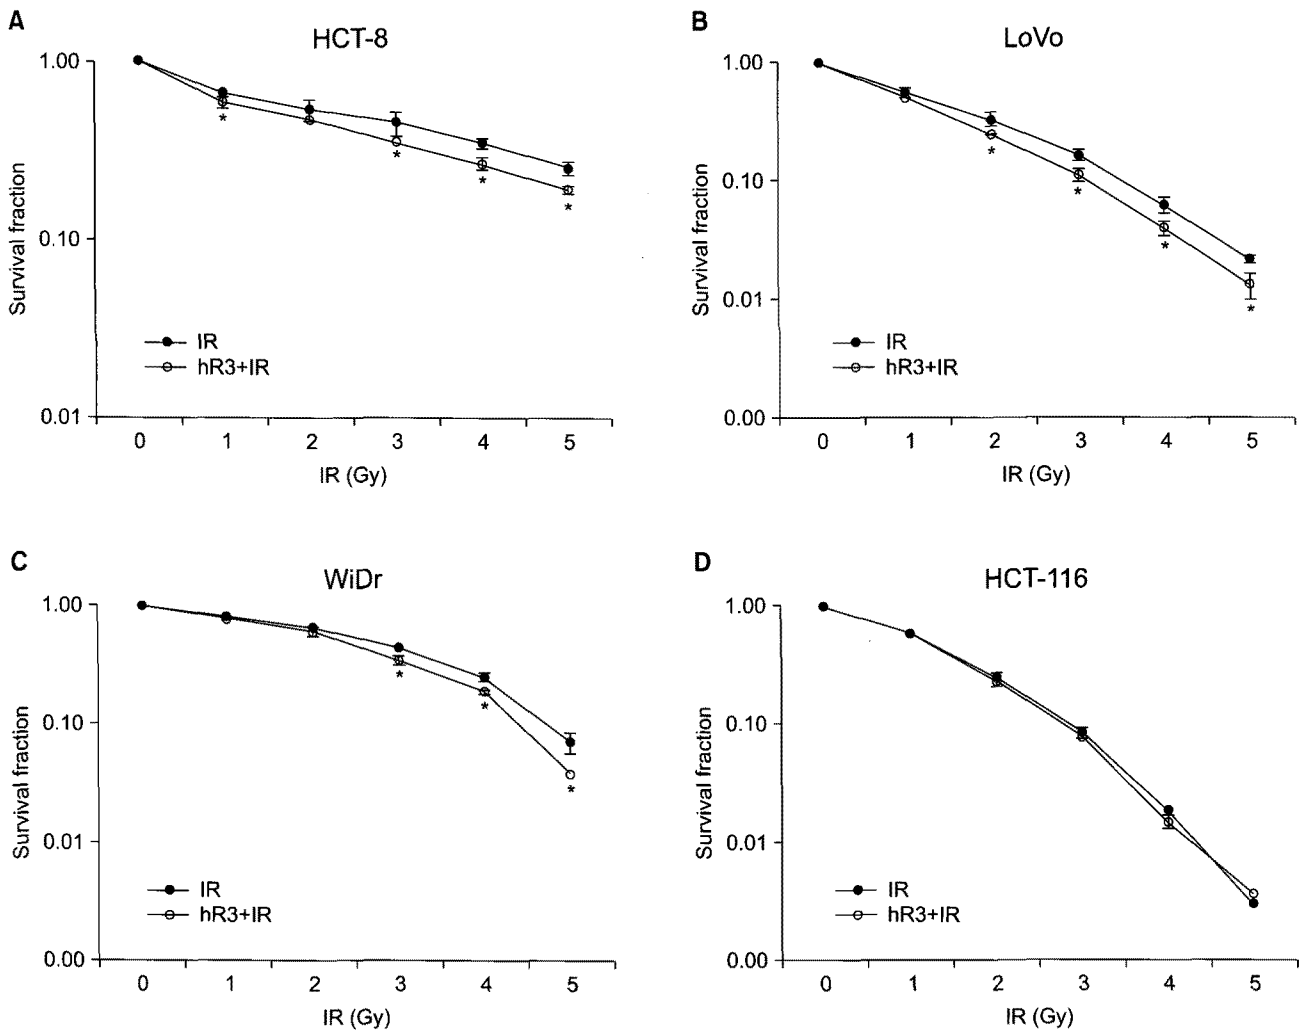 A
HCT-8
1.00
0.10
0.01
Survival fraction
IR
hR3+IR
*
*
*
*
0 1 2 3 4 5
IR (Gy)
B
LoVo
1.00
0.10
0.01
0.00
Survival fraction
IR
hR3+IR
*
*
*
*
0 1 2 3 4 5
IR (Gy)
C
WiDr
1.00
0.10
0.01
0.00
Survival fraction
IR
hR3+IR
*
*
*
0 1 2 3 4 5
IR (Gy)
D
HCT-116
1.00
0.10
0.01
0.00
Survival fraction
IR
hR3+IR
0 1 2 3 4 5
IR (Gy)